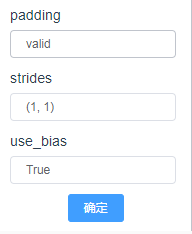 padding
valid
strides
(1, 1)
use_bias
True
确定